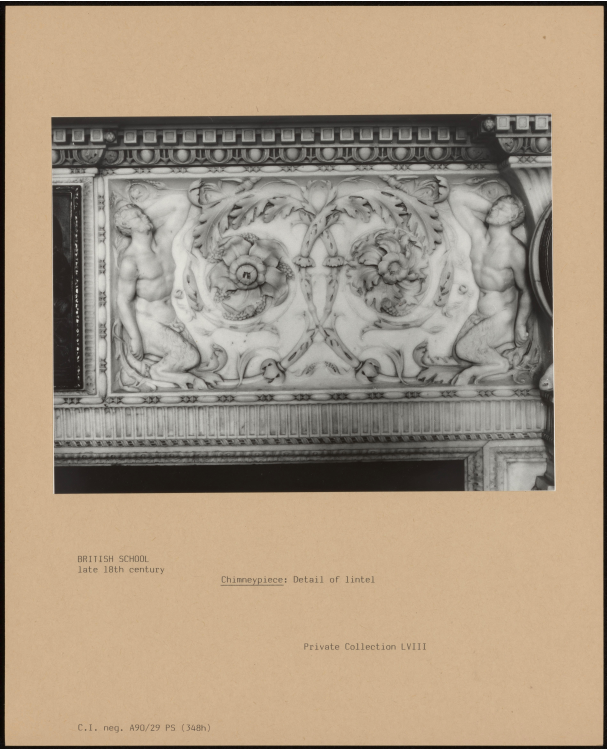 BRITISH SCHOOL
late 18th century
Chimneypiece: Detail of lintel
Private Collection LVIII
C.I. neg. A90/29 PS (348h)